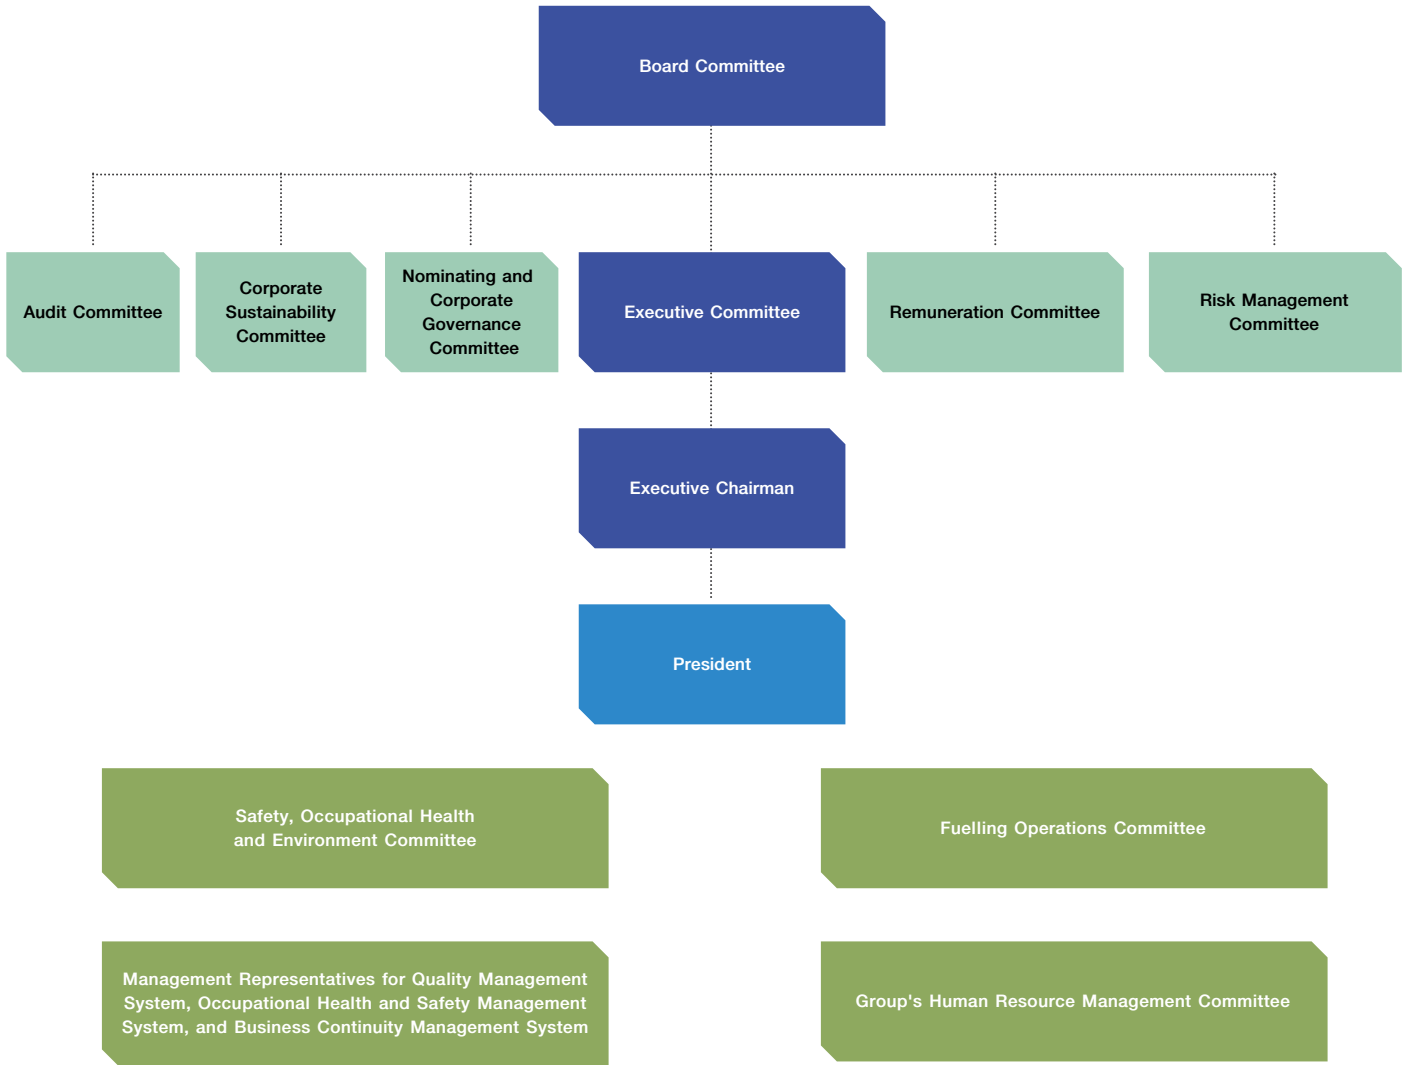 Board Committee
Audit Committee
Corporate
Sustainability
Committee
Nominating and
Corporate
Governance
Committee
Executive Committee
Remuneration Committee
Risk Management
Committee
Executive Chairman
President
Safety, Occupational Health
and Environment Committee
Fuelling Operations Committee
Management Representatives for Quality Management
System, Occupational Health and Safety Management
System, and Business Continuity Management System
Group's Human Resource Management Committee